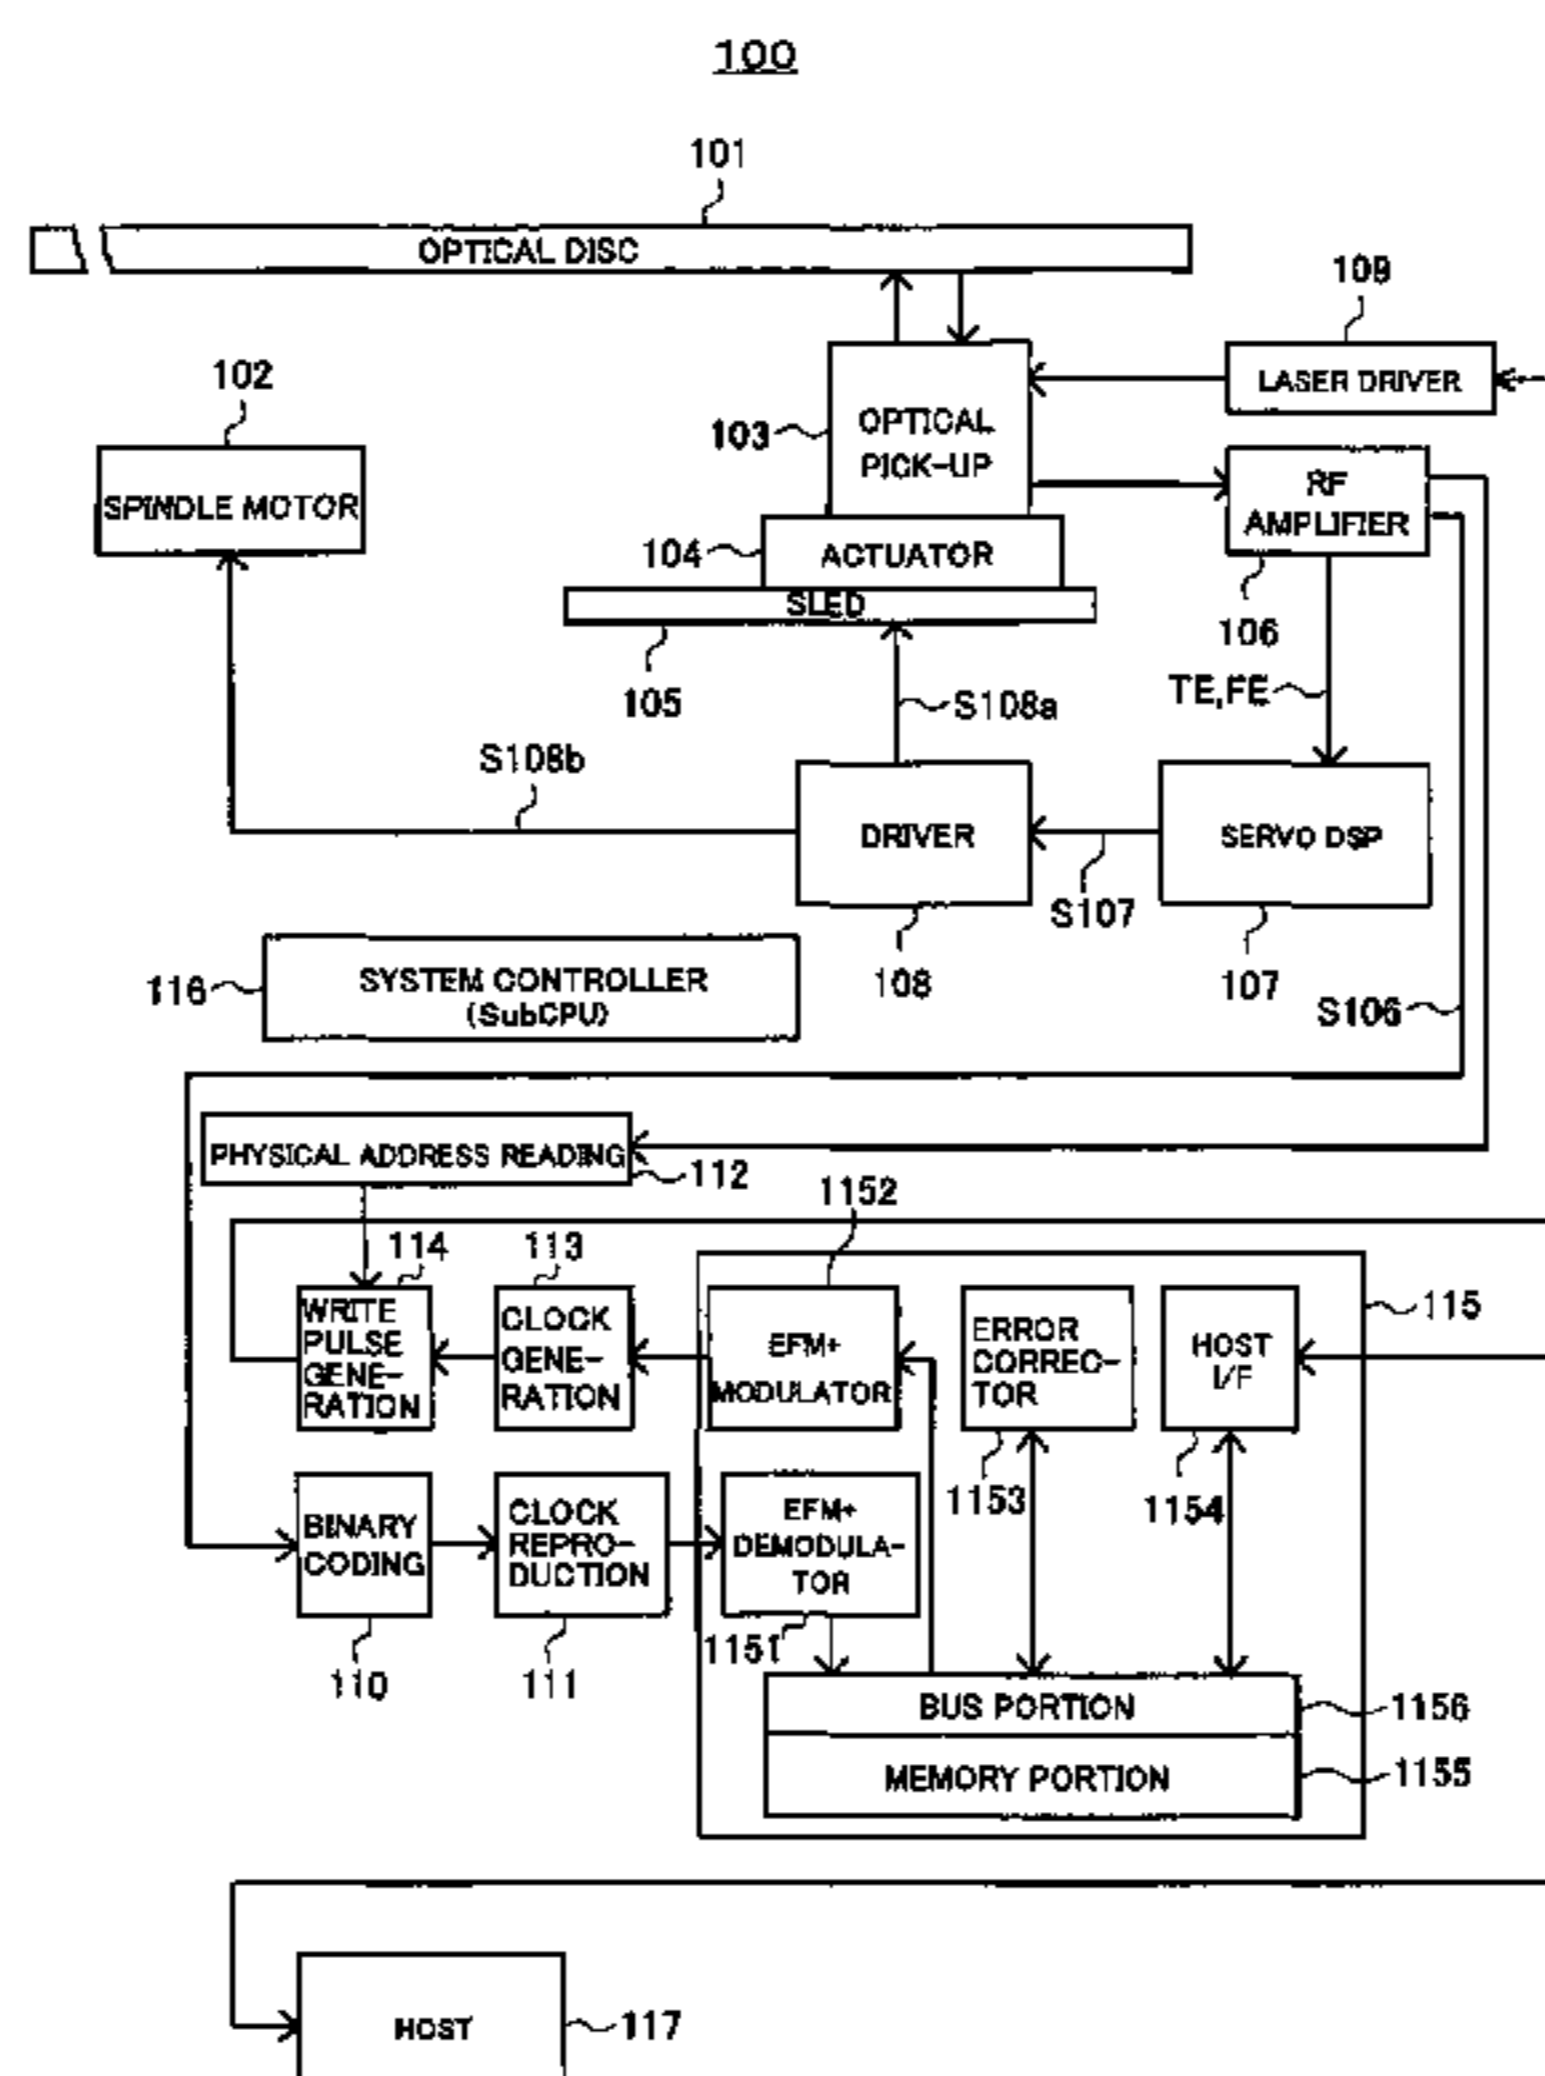 100
101
OPTICAL DISC
109
LASER DRIVER
102
SPINDLE MOTOR
103
OPTICAL
PICK-UP
RF
AMPLIFIER
104
ACTUATOR
SLED
106
105
S108a
TE,FE
S108b
DRIVER
SERVO DSP
S107
108
107
116
SYSTEM CONTROLLER
(SubCPU)
S106
PHYSICAL ADDRESS READING
112
1152
114
113
115
WRITE
PULSE
GENE-
RATION
CLOCK
GENE-
RATION
EFM+
MODULATOR
ERROR
CORREC-
TOR
HOST
I/F
1153
1154
BINARY
CODING
CLOCK
REPRO-
DUCTION
EFM+
DEMODULA-
TOR
110
111
1151
BUS PORTION
1156
MEMORY PORTION
1155
HOST
117